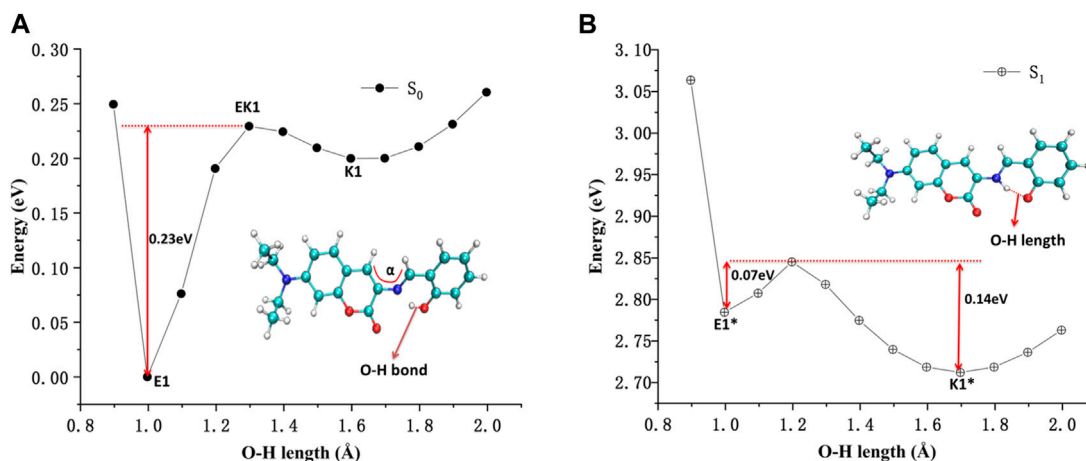 A
0.30
0.25
0.20
0.15
0.10
0.05
0.00
Energy (eV)
S0
EK1
K1
0.23eV
E1
α
O-H bond
0.8 1.0 1.2 1.4 1.6 1.8 2.0
O-H length (Å)
B
3.10
3.05
3.00
2.95
2.90
2.85
2.80
2.75
2.70
Energy (eV)
S1
O-H length
0.07eV
0.14eV
E1*
K1*
0.8 1.0 1.2 1.4 1.6 1.8 2.0
O-H length (Å)